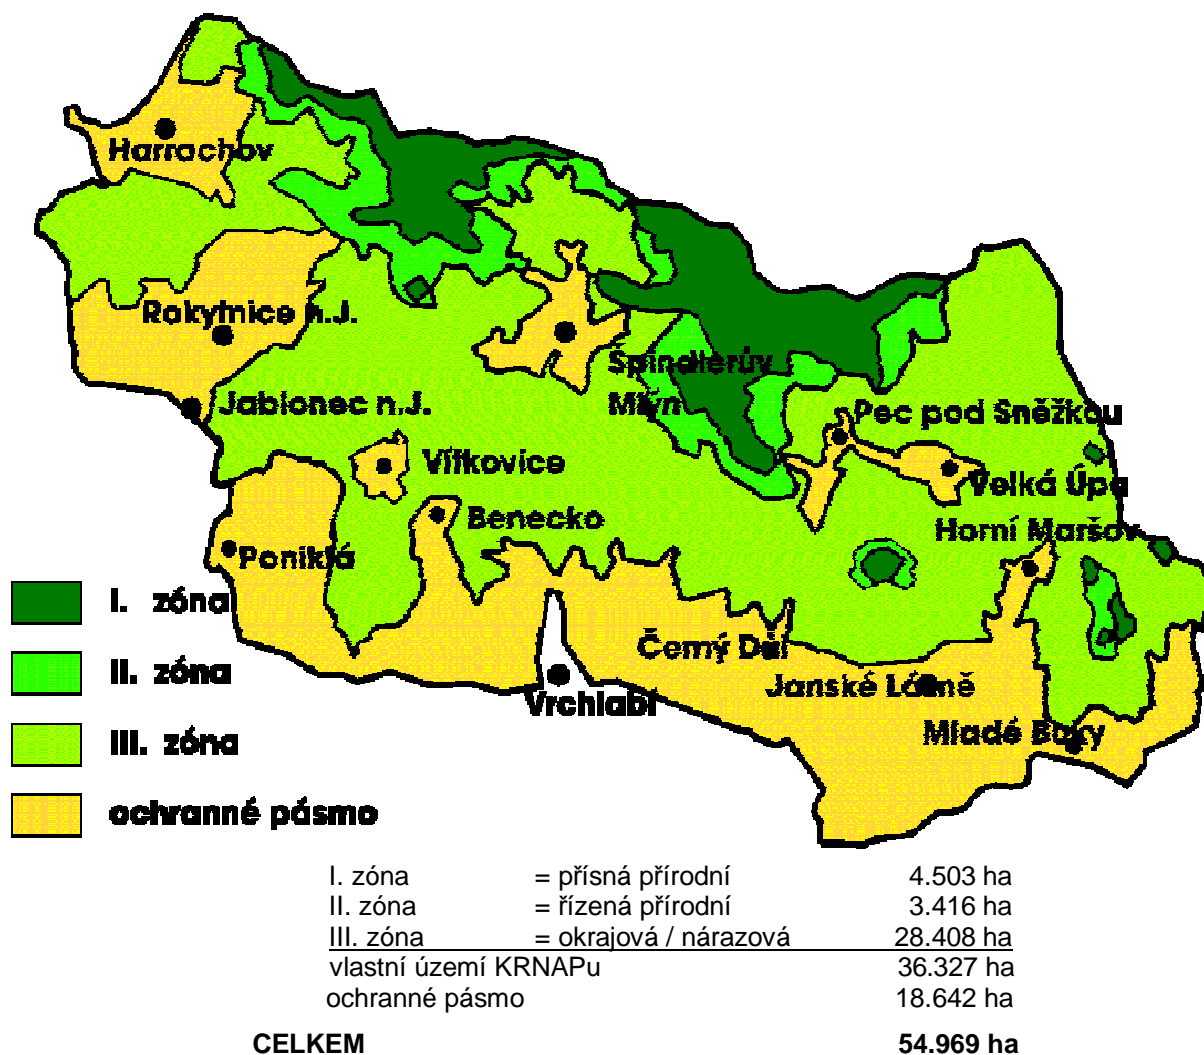 Harrachov
Rokytnice n.J.
Špindlerův
Mlýn
Jablonec n.J.
Pec pod Sněžkou
Vítkovice
Velká Úpa
Benecko
Horní Maršov
Poniklá
I. zóna
Černý Důl
II. zóna
Janské Lázně
Vrchlabí
Mladé Buky
III. zóna
ochranné pásmo
I. zóna = přísná přírodní 4.503 ha
II. zóna = řízená přírodní 3.416 ha
III. zóna = okrajová / nárazová 28.408 ha
vlastní území KRNAPu 36.327 ha
ochranné pásmo 18.642 ha
CELKEM 54.969 ha